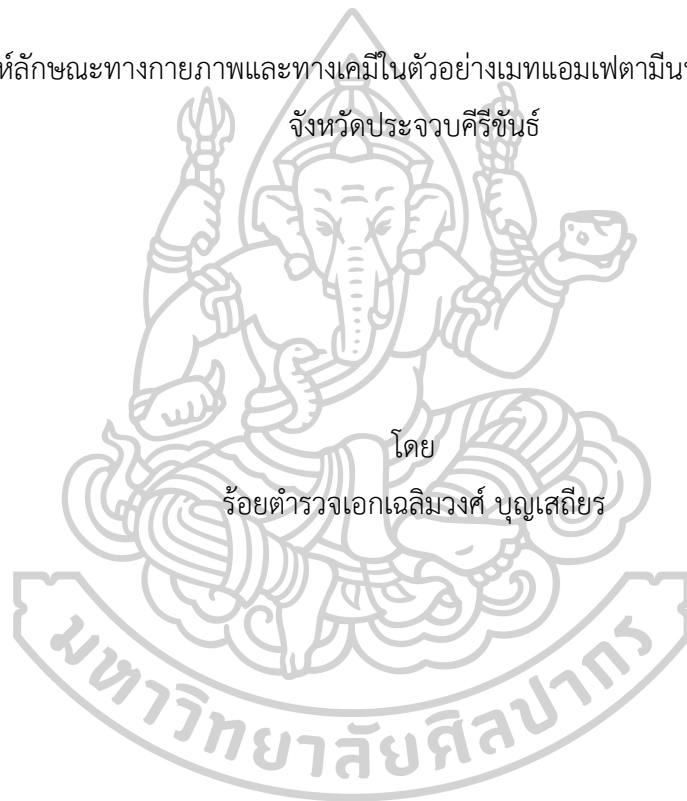 ห์ลักษณะทางกายภาพและทางเคมีในตัวอย่างเมทแอมเฟตามีน
จังหวัดประจวบคีรีขันธ์
โดย
ร้อยตำรวจเอกเฉลิมวงศ์ บุญเสถียร
มหาวิทยาลัยศิลปากร